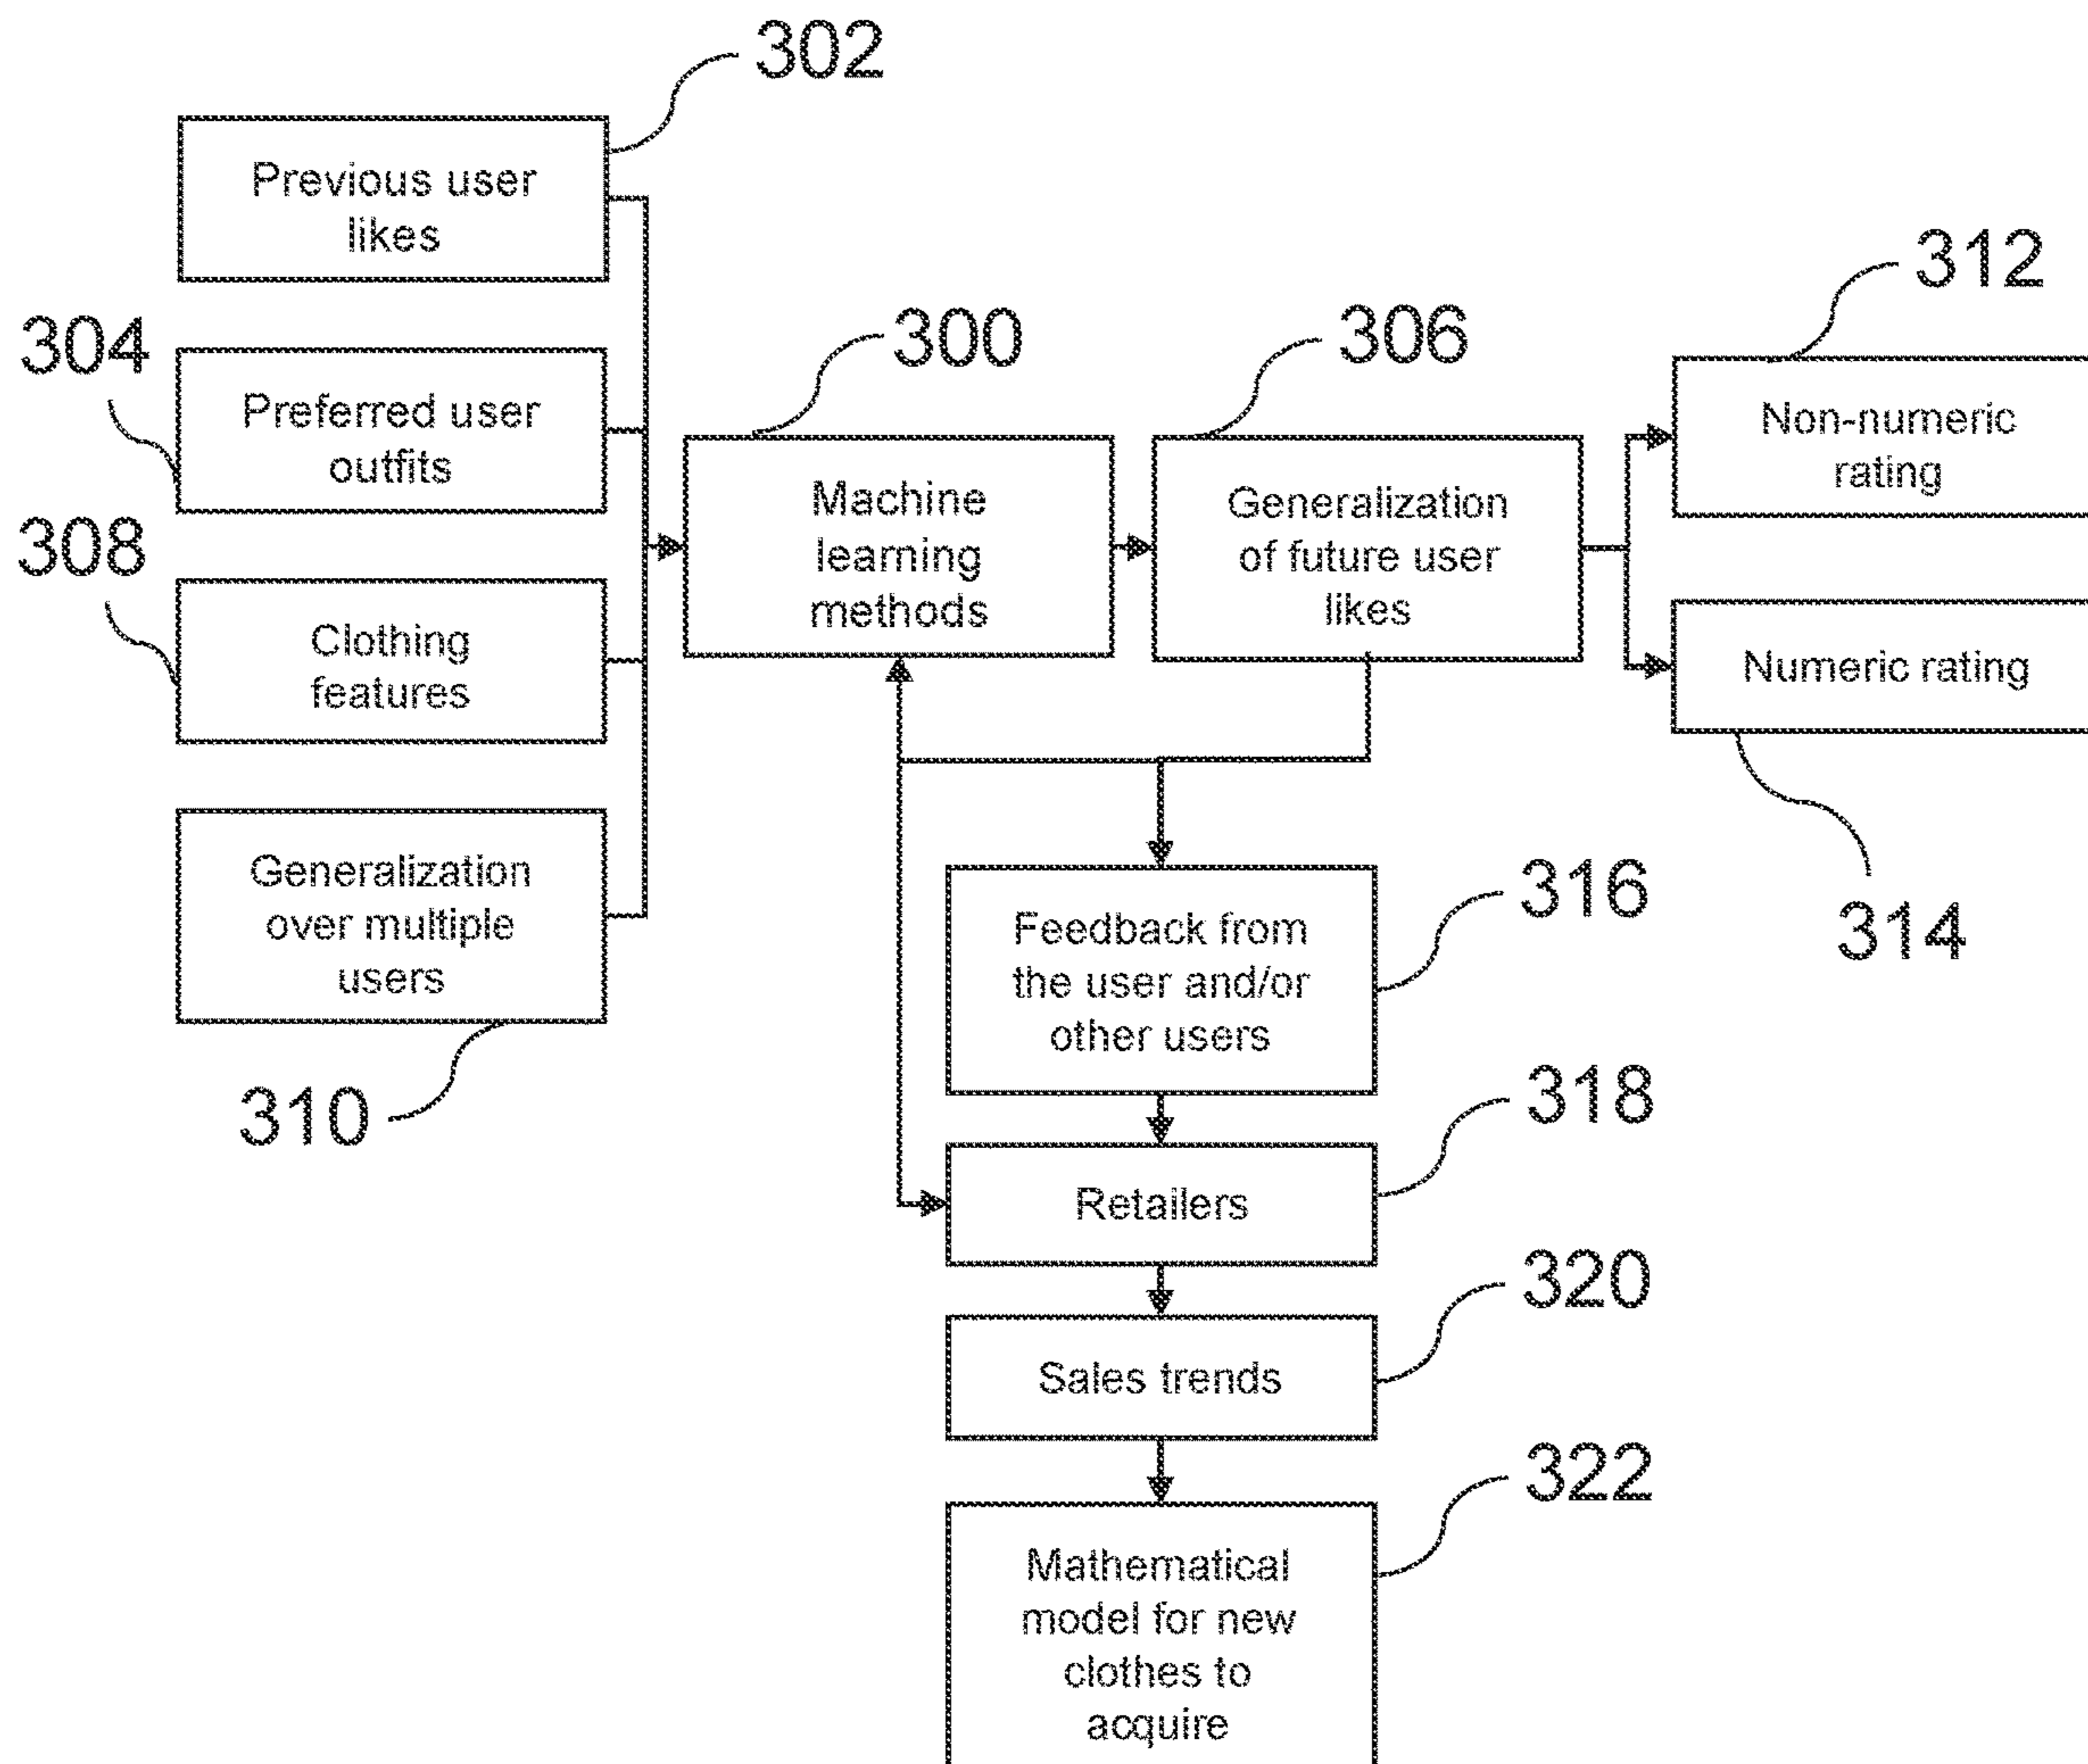 302
Previous user
likes
304
Preferred user
outfits
308
Clothing
features
Generalization
over multiple
users
310
300
Machine
learning
methods
306
Generalization
of future user
likes
312
Non-numeric
rating
Numeric rating
314
Feedback from
the user and/or
other users
316
318
Retailers
320
Sales trends
322
Mathematical
model for new
clothes to
acquire